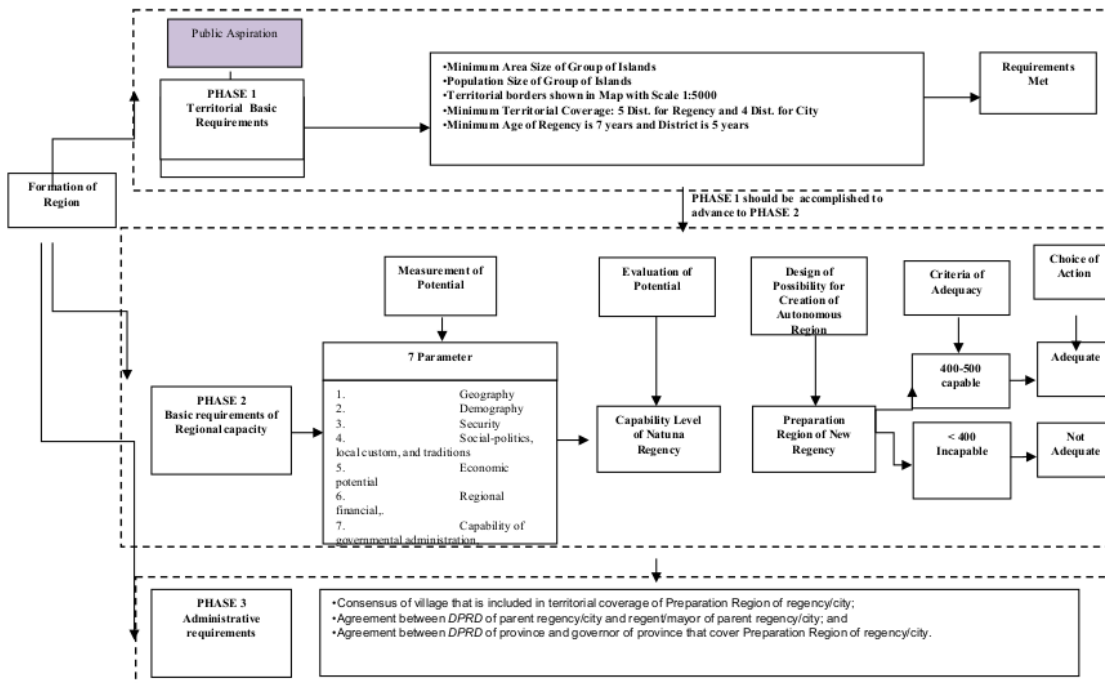 Public Aspiration
PHASE 1
Territorial Basic
Requirements
•Minimum Area Size of Group of Islands
•Population Size of Group of Islands
•Territorial borders shown in Map with Scale 1:5000
•Minimum Territorial Coverage: 5 Dist. for Regency and 4 Dist. for City
•Minimum Age of Regency is 7 years and District is 5 years
Requirements
Met
Formation of
Region
PHASE 1 should be accomplished to
advance to PHASE 2
Measurement of
Potential
Evaluation of
Potential
Design of
Possibility for
Creation of
Autonomous
Region
Criteria of
Adequacy
Choice of
Action
PHASE 2
Basic requirements of
Regional capacity
7 Parameter
1. Geography
2. Demography
3. Security
4. Social-politics,
local custom, and traditions
5. Economic
potential
6. Regional
financial,.
7. Capability of
governmental administration.
Capability Level
of Natuna
Regency
Preparation
Region of New
Regency
400-500
capable
Adequate
< 400
Incapable
Not
Adequate
PHASE 3
Administrative
requirements
•Consensus of village that is included in territorial coverage of Preparation Region of regency/city;
•Agreement between DPRD of parent regency/city and regent/mayor of parent regency/city; and
•Agreement between DPRD of province and governor of province that cover Preparation Region of regency/city.